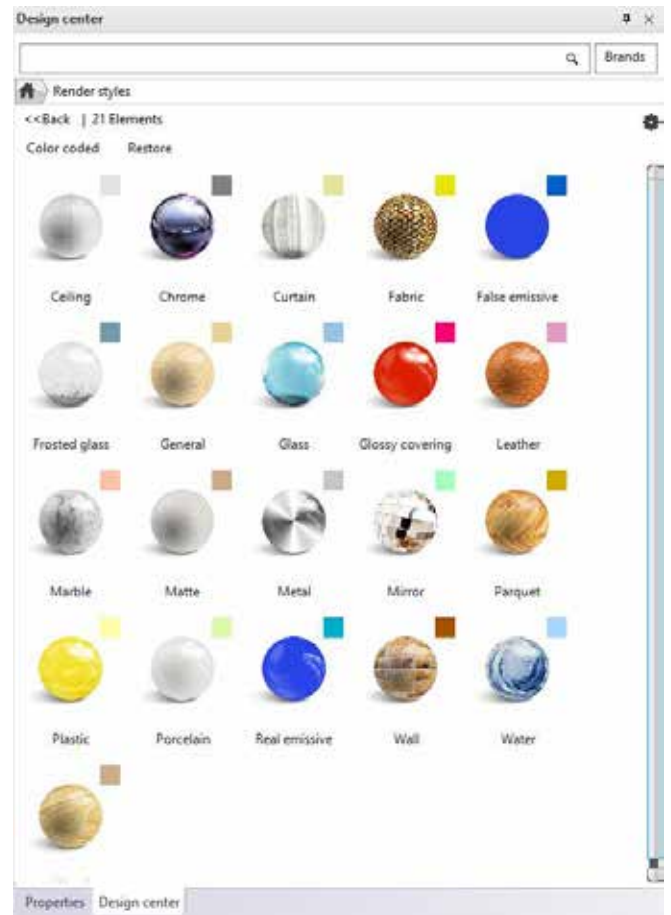 Design center
Brands
Render styles
<<Back | 21 Elements
Color coded Restore
Ceiling Chrome Curtain Fabric False emissive
Frosted glass General Glass Glossy covering Leather
Marble Matte Metal Mirror Parquet
Plastic Porcelain Real emissive Wall Water
Properties Design center